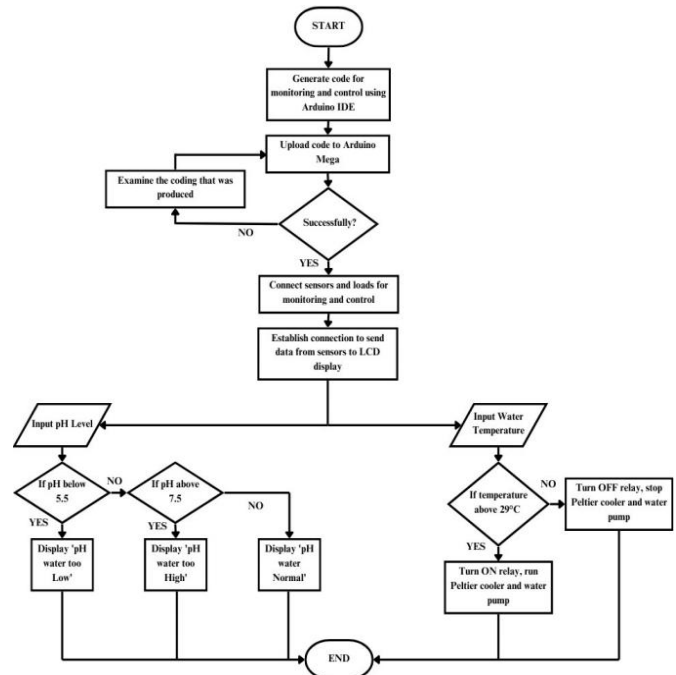 START
Generate code for
monitoring and control using
Arduino IDE
Upload code to Arduino
Mega
Examine the coding that was
produced
Successfully?
NO
YES
Connect sensors and loads for
monitoring and control
Establish connection to send
data from sensors to LCD
display
Input pH Level
Input Water
Temperature
If pH below
5.5
NO
If pH above
7.5
NO
If temperature
above 29°C
NO
Turn OFF relay, stop
Peltier cooler and water
pump
YES
YES
YES
Display 'pH
water too
Low'
Display 'pH
water too
High'
Display 'pH
water
Normal'
Turn ON relay, run
Peltier cooler and water
pump
END